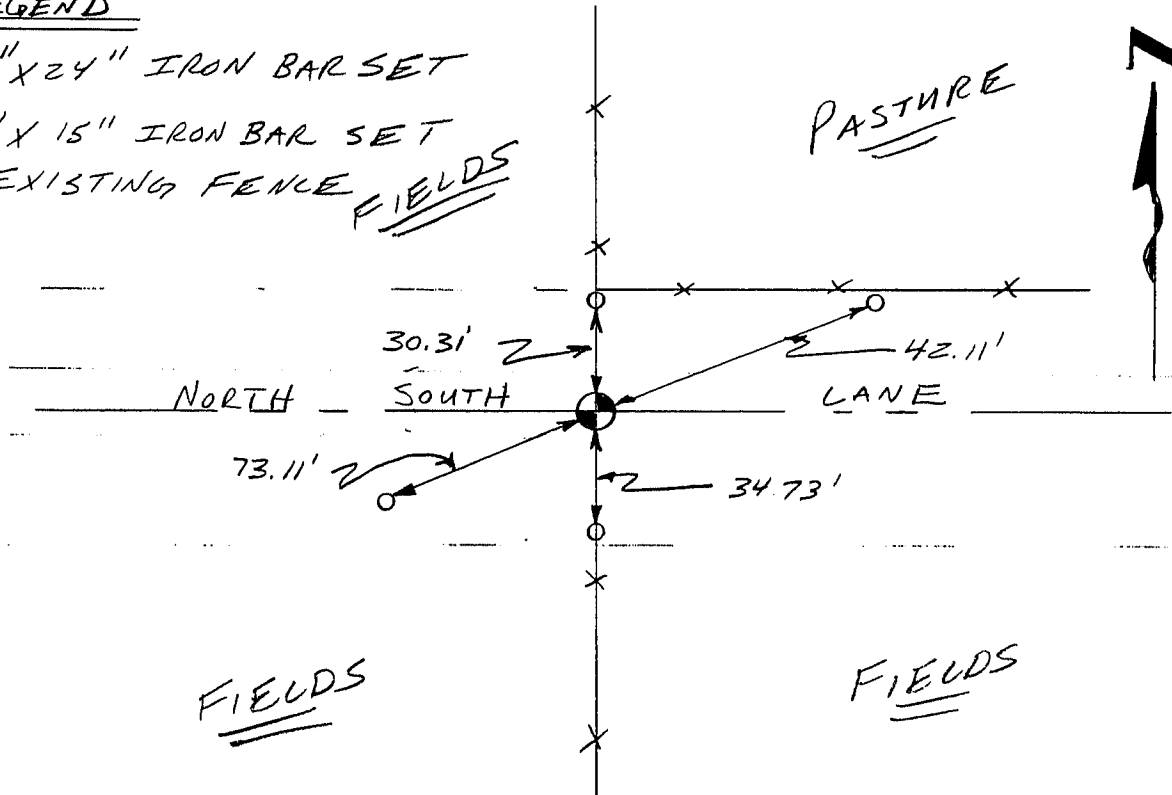 LEGEND
"X24" IRON BAR SET
"X 15" IRON BAR SET
EXISTING FENCE
FIELDS
PASTURE
30.31'
42.11'
NORTH SOUTH LANE
73.11'
34.73'
FIELDS
FIELDS